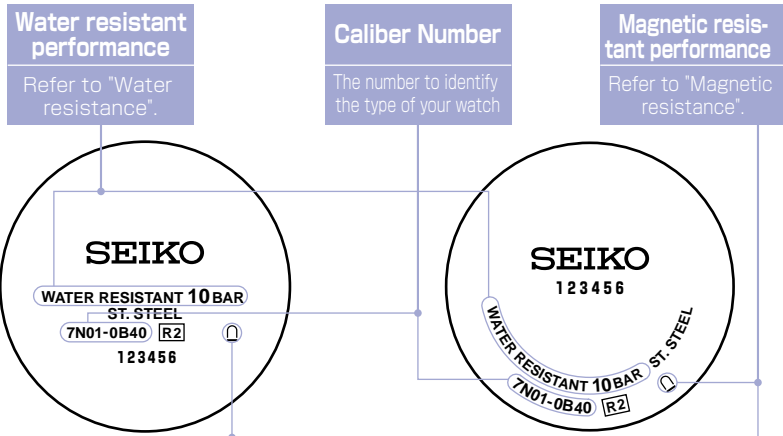 Water resistant
performance
Refer to "Water
resistance".
Caliber Number
The number to identify
the type of your watch
Magnetic resis-
tant performance
Refer to "Magnetic
resistance".
SEIKO
WATER RESISTANT 10 BAR
ST. STEEL
7N01-0B40 R2
123456
SEIKO
123456
WATER RESISTANT 10 BAR ST. STEEL
7N01-0B40 R2